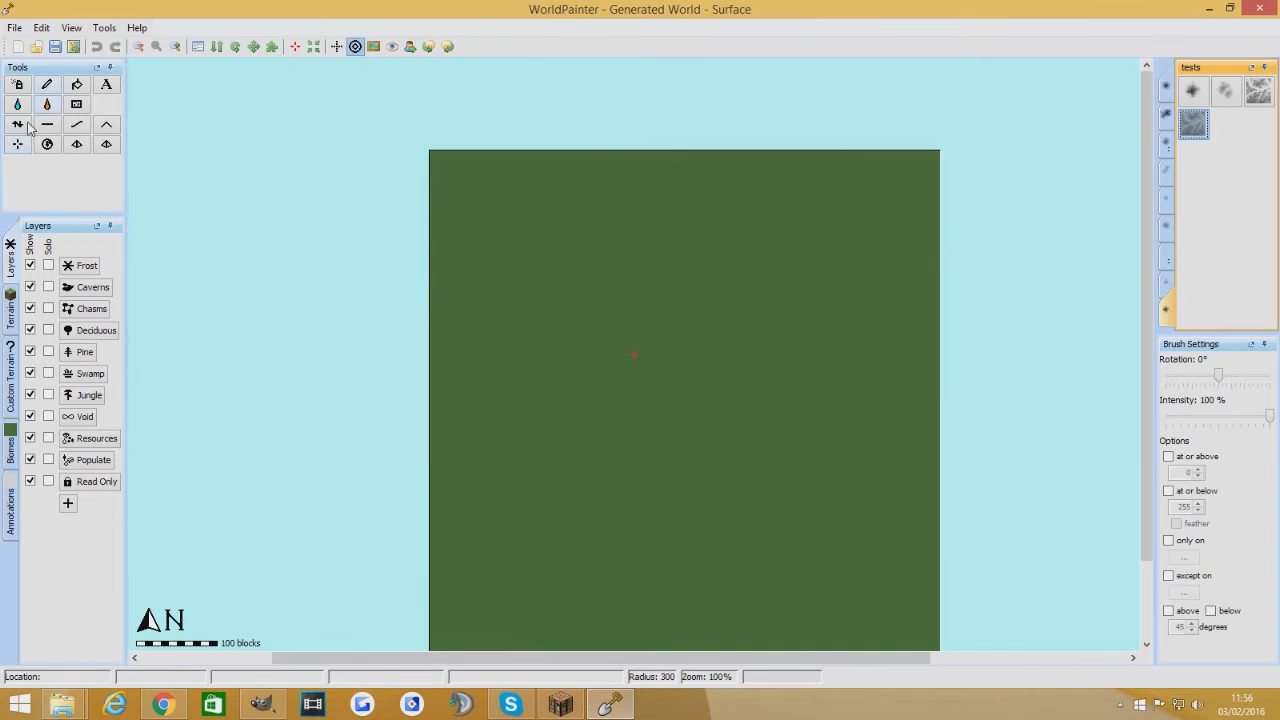 WorldPainter - Generated World - Surface
File Edit View Tools Help
Tools
tests
Layers
Show
Solo
Frost
Caverns
Chasms
Deciduous
Pine
Swamp
Jungle
Void
Resources
Populate
Read Only
Layers
Terrain
Custom Terrain
Biomes
Annotations
Brush Settings
Rotation: 0°
Intensity: 100 %
Options
at or above
0
at or below
255
feather
only on
...
except on
...
above below
45 degrees
N
100 blocks
Location:
Radius: 300 Zoom: 100%
11:56
03/02/2016